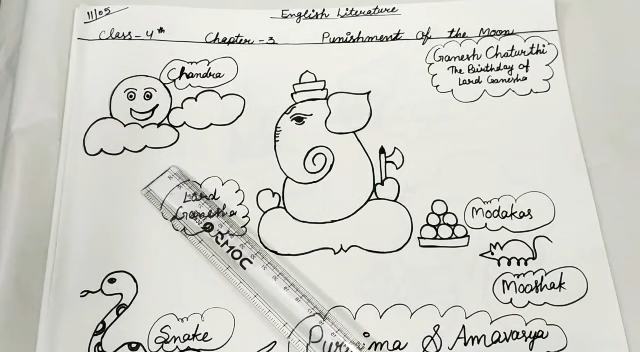 11/05
English Literature
Class-4th
Chapter-3
Punishment of the Moon
Chandra
Ganesh Chaturthi
The Birthday of
Lord Ganesha
Lord
Ganesha
CMOC
Modakas
Mooshak
Snake
Purnima & Amavasya